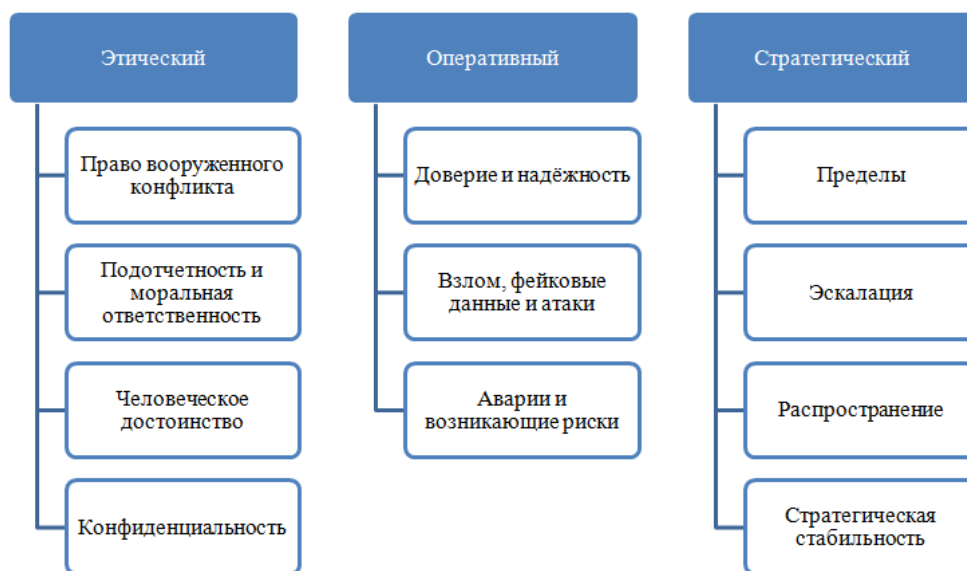 Этический
Право вооруженного
конфликта
Подотчетность и
моральная
ответственность
Человеческое
достоинство
Конфиденциальность
Оперативный
Доверие и надёжность
Взлом, фейковые
данные и атаки
Аварии и
возникающие риски
Стратегический
Пределы
Эскалация
Распространение
Стратегическая
стабильность